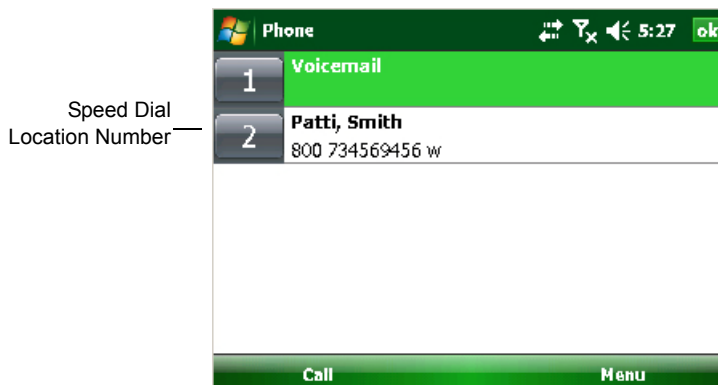 Phone 5:27 ok
1 Voicemail
Speed Dial
Location Number
2 Patti, Smith
800 734569456 w
Call Menu